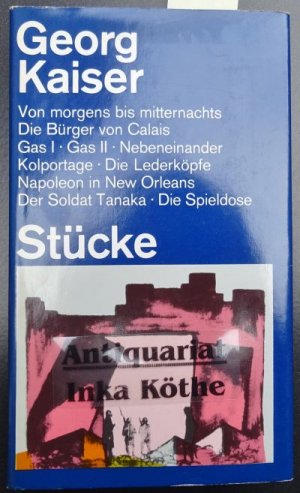 Georg
Kaiser
Von morgens bis mitternachts
Die Bürger von Calais
Gas I · Gas II · Nebeneinander
Kolportage · Die Lederköpfe
Napoleon in New Orleans
Der Soldat Tanaka · Die Spieldose
Stücke
Antiquariat
Inka Köthe